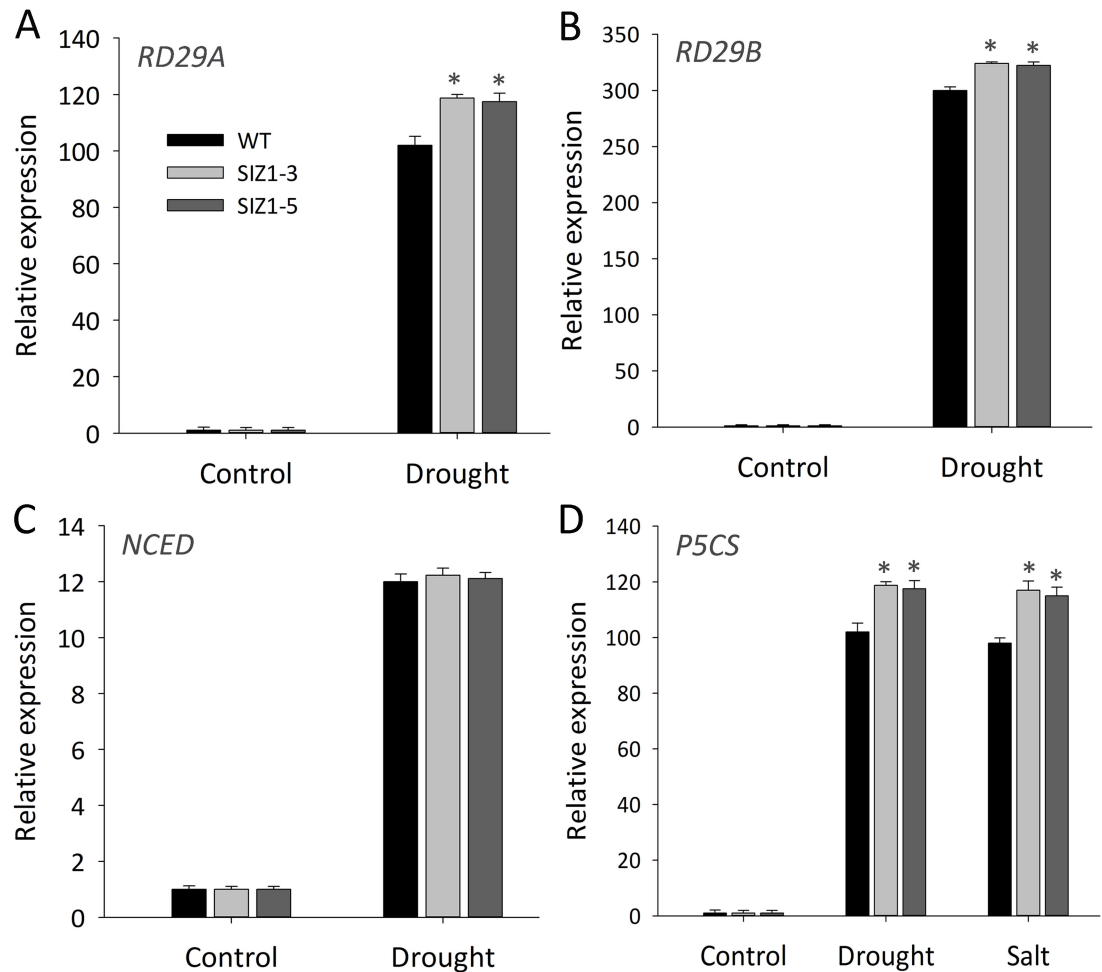 A
RD29A
140
120
100
80
60
40
20
0
Relative expression
WT
SIZ1-3
SIZ1-5
* *
Control Drought
B
RD29B
350
300
250
200
150
100
50
0
Relative expression
* *
Control Drought
C
NCED
14
12
10
8
6
4
2
0
Relative expression
Control Drought
D
P5CS
140
120
100
80
60
40
20
0
Relative expression
* * * *
Control Drought Salt